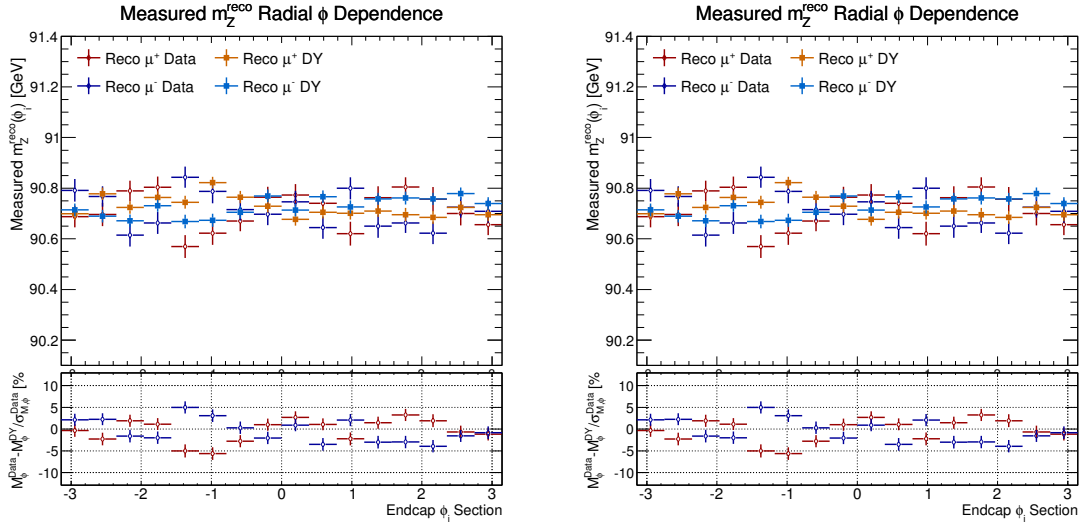 Measured m_Z^reco Radial ϕ Dependence
Measured m_Z^reco(ϕ_i) [GeV]
91.4
91.2
91
90.8
90.6
90.4
90.2
Reco μ⁺ Data
Reco μ⁺ DY
Reco μ⁻ Data
Reco μ⁻ DY
M_ϕ^Data-M_ϕ^DY/σ_M,ϕ^Data [%
10
5
0
-5
-10
-3 -2 -1 0 1 2 3
Endcap ϕ_i Section
Measured m_Z^reco Radial ϕ Dependence
Measured m_Z^reco(ϕ_i) [GeV]
91.4
91.2
91
90.8
90.6
90.4
90.2
Reco μ⁺ Data
Reco μ⁺ DY
Reco μ⁻ Data
Reco μ⁻ DY
M_ϕ^Data-M_ϕ^DY/σ_M,ϕ^Data [%
10
5
0
-5
-10
-3 -2 -1 0 1 2 3
Endcap ϕ_i Section